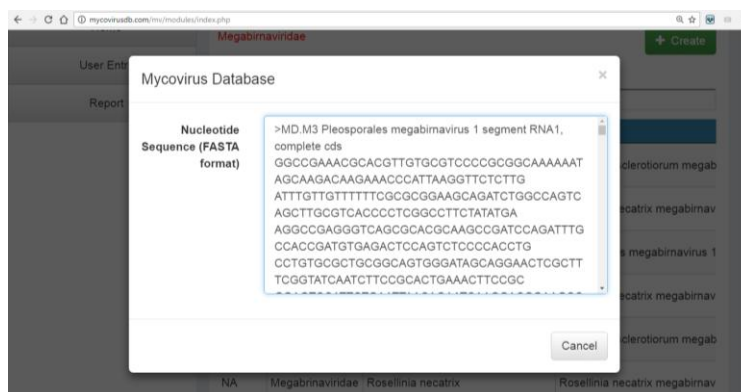 mycovirusdb.com/mv/modules/index.php
Megabirnaviridae
+ Create
User Entr
Report
Mycovirus Database
×
Nucleotide
Sequence (FASTA
format)
>MD.M3 Pleosporales megabirnavirus 1 segment RNA1,
complete cds
GGCCGAAACGCACGTTGTGCGTCCCCGCGGCAAAAAAT
AGCAAGACAAGAAACCCATTAAGGTTCTCTTG
ATTTGTTGTTTTTTCGCGCGGAAGCAGATCTGGCCAGTC
AGCTTGCGTCACCCCTCGGCCTTCTATATGA
AGGCCGAGGGTCAGCGCACGCAAGCCGATCCAGATTTG
CCACCGATGTGAGACTCCAGTCTCCCCACCTG
CCTGTGCGCTGCGGCAGTGGGATAGCAGGAACTCGCTT
TCGGTATCAATCTTCCGCACTGAAACTTCCGC
Cancel
clerotiorum megab
ecatrix megabirnav
s megabirnavirus 1
ecatrix megabirnav
clerotiorum megab
NA Megabrinaviridae Rosellinia necatrix Rosellinia necatrix megabirnav